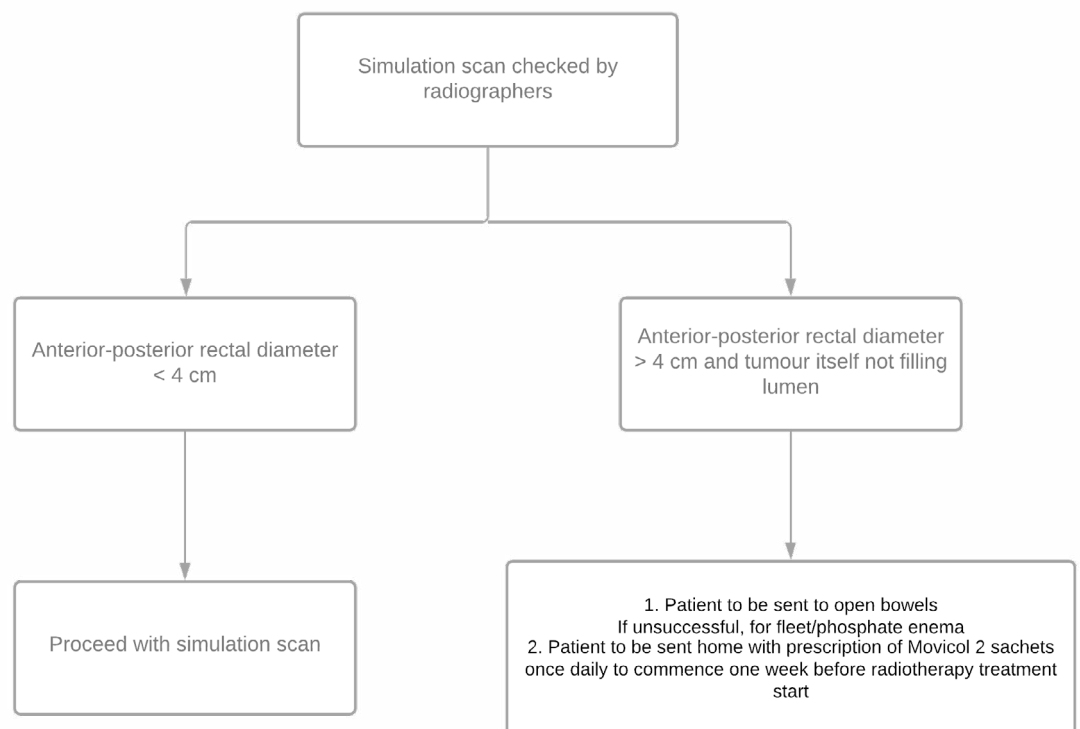 Simulation scan checked by
radiographers
Anterior-posterior rectal diameter
< 4 cm
Anterior-posterior rectal diameter
> 4 cm and tumour itself not filling
lumen
Proceed with simulation scan
1. Patient to be sent to open bowels
If unsuccessful, for fleet/phosphate enema
2. Patient to be sent home with prescription of Movicol 2 sachets
once daily to commence one week before radiotherapy treatment
start